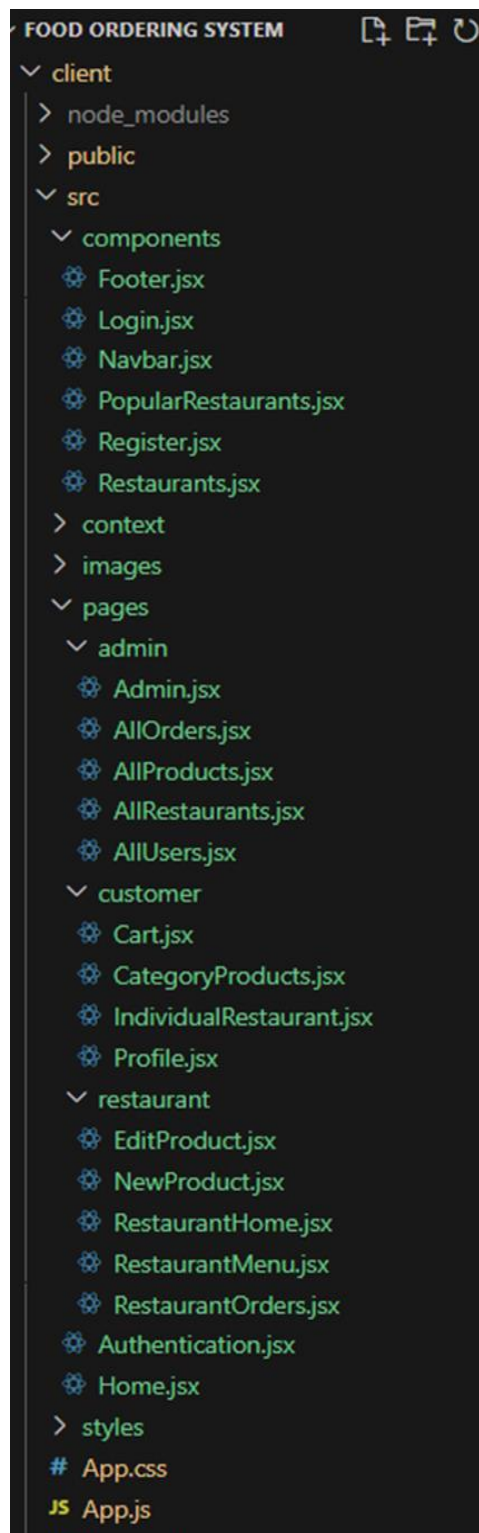 FOOD ORDERING SYSTEM
client
node_modules
public
src
components
Footer.jsx
Login.jsx
Navbar.jsx
PopularRestaurants.jsx
Register.jsx
Restaurants.jsx
context
images
pages
admin
Admin.jsx
AllOrders.jsx
AllProducts.jsx
AllRestaurants.jsx
AllUsers.jsx
customer
Cart.jsx
CategoryProducts.jsx
IndividualRestaurant.jsx
Profile.jsx
restaurant
EditProduct.jsx
NewProduct.jsx
RestaurantHome.jsx
RestaurantMenu.jsx
RestaurantOrders.jsx
Authentication.jsx
Home.jsx
styles
# App.css
JS App.js